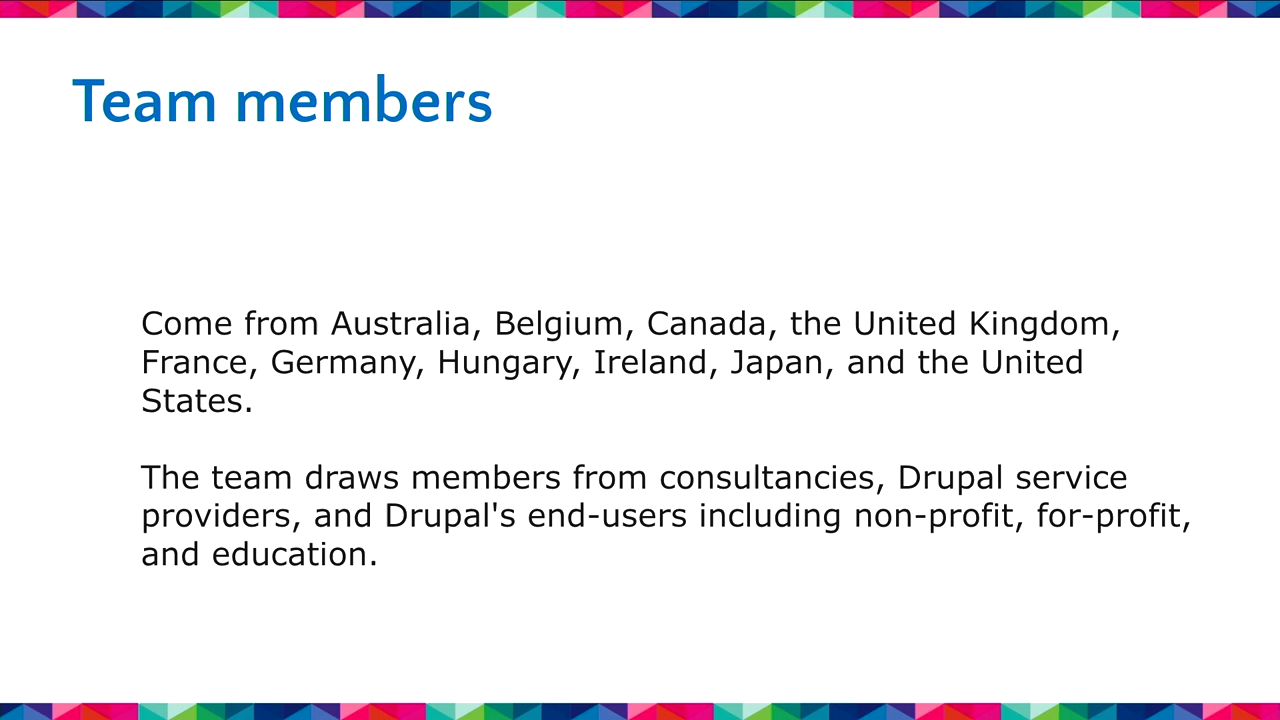 Team members
Come from Australia, Belgium, Canada, the United Kingdom,
France, Germany, Hungary, Ireland, Japan, and the United
States.
The team draws members from consultancies, Drupal service
providers, and Drupal's end-users including non-profit, for-profit,
and education.